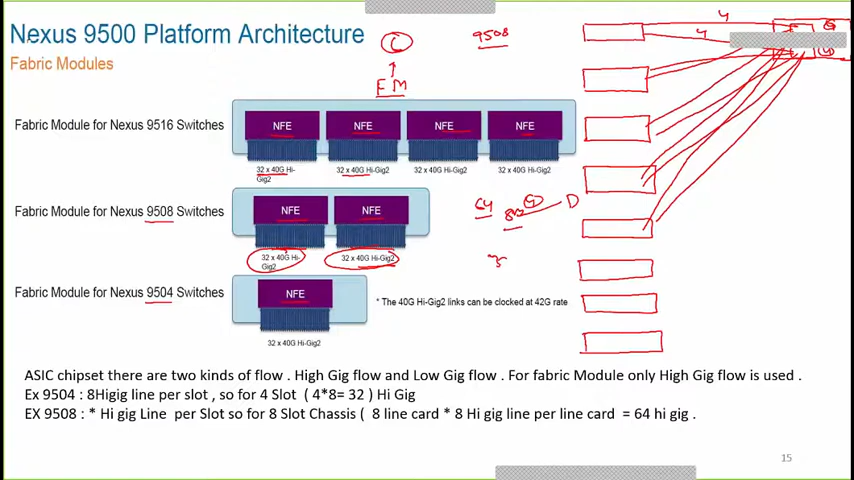 Nexus 9500 Platform Architecture
Fabric Modules
C
9508
FM
4
4
Fabric Module for Nexus 9516 Switches
NFE NFE NFE NFE
32 x 40G Hi-Gig2 32 x 40G Hi-Gig2 32 x 40G Hi-Gig2 32 x 40G Hi-Gig2
Fabric Module for Nexus 9508 Switches
NFE NFE
32 x 40G Hi-Gig2 32 x 40G Hi-Gig2
64
D
Fabric Module for Nexus 9504 Switches
NFE
32 x 40G Hi-Gig2
* The 40G Hi-Gig2 links can be clocked at 42G rate
ASIC chipset there are two kinds of flow . High Gig flow and Low Gig flow . For fabric Module only High Gig flow is used .
Ex 9504 : 8Higig line per slot , so for 4 Slot ( 4*8= 32 ) Hi Gig
EX 9508 : * Hi gig Line per Slot so for 8 Slot Chassis ( 8 line card * 8 Hi gig line per line card = 64 hi gig .
15